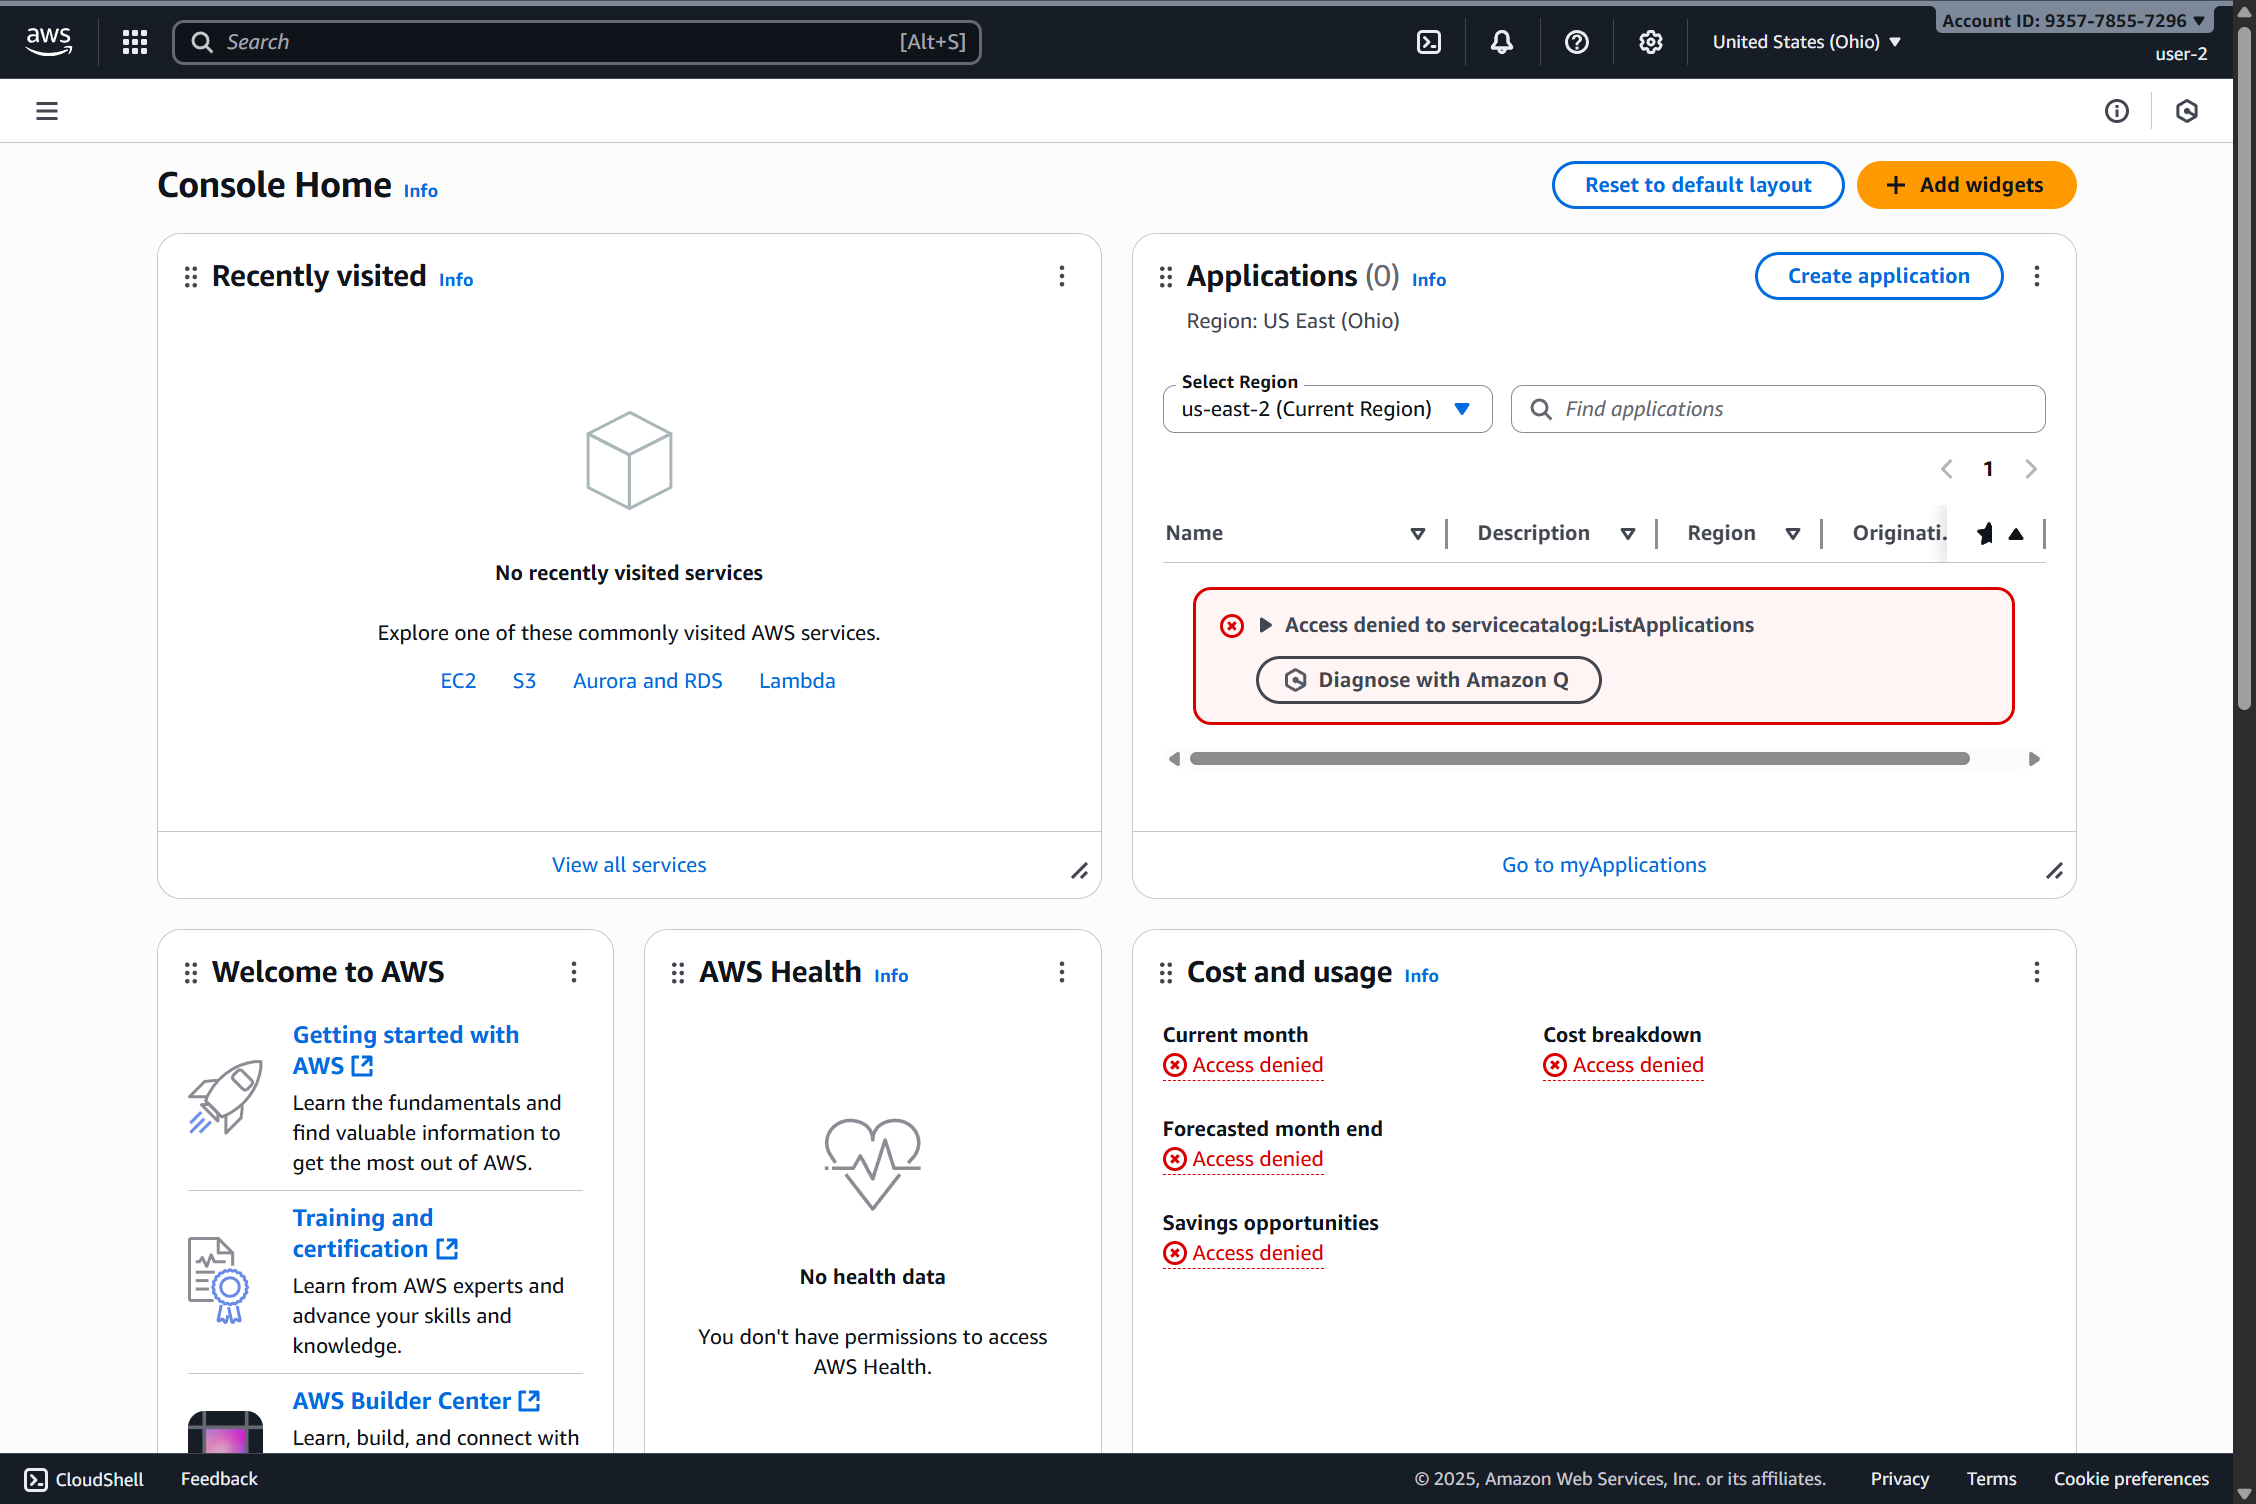 aws
Search
[Alt+S]
United States (Ohio)
Account ID: 9357-7855-7296
user-2
Console Home Info
Reset to default layout
Add widgets
Recently visited Info
No recently visited services
Explore one of these commonly visited AWS services.
EC2 S3 Aurora and RDS Lambda
View all services
Applications (0) Info
Create application
Region: US East (Ohio)
Select Region
us-east-2 (Current Region)
Find applications
1
Name Description Region Originati.
Access denied to servicecatalog:ListApplications
Diagnose with Amazon Q
Go to myApplications
Welcome to AWS
Getting started with
AWS
Learn the fundamentals and
find valuable information to
get the most out of AWS.
Training and
certification
Learn from AWS experts and
advance your skills and
knowledge.
AWS Builder Center
Learn, build, and connect with
AWS Health Info
No health data
You don't have permissions to access
AWS Health.
Cost and usage Info
Current month
Access denied
Cost breakdown
Access denied
Forecasted month end
Access denied
Savings opportunities
Access denied
CloudShell Feedback
© 2025, Amazon Web Services, Inc. or its affiliates. Privacy Terms Cookie preferences